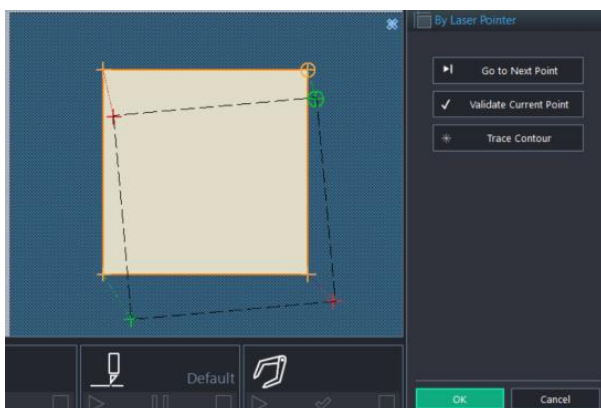 By Laser Pointer
Go to Next Point
Validate Current Point
Trace Contour
Default
OK
Cancel